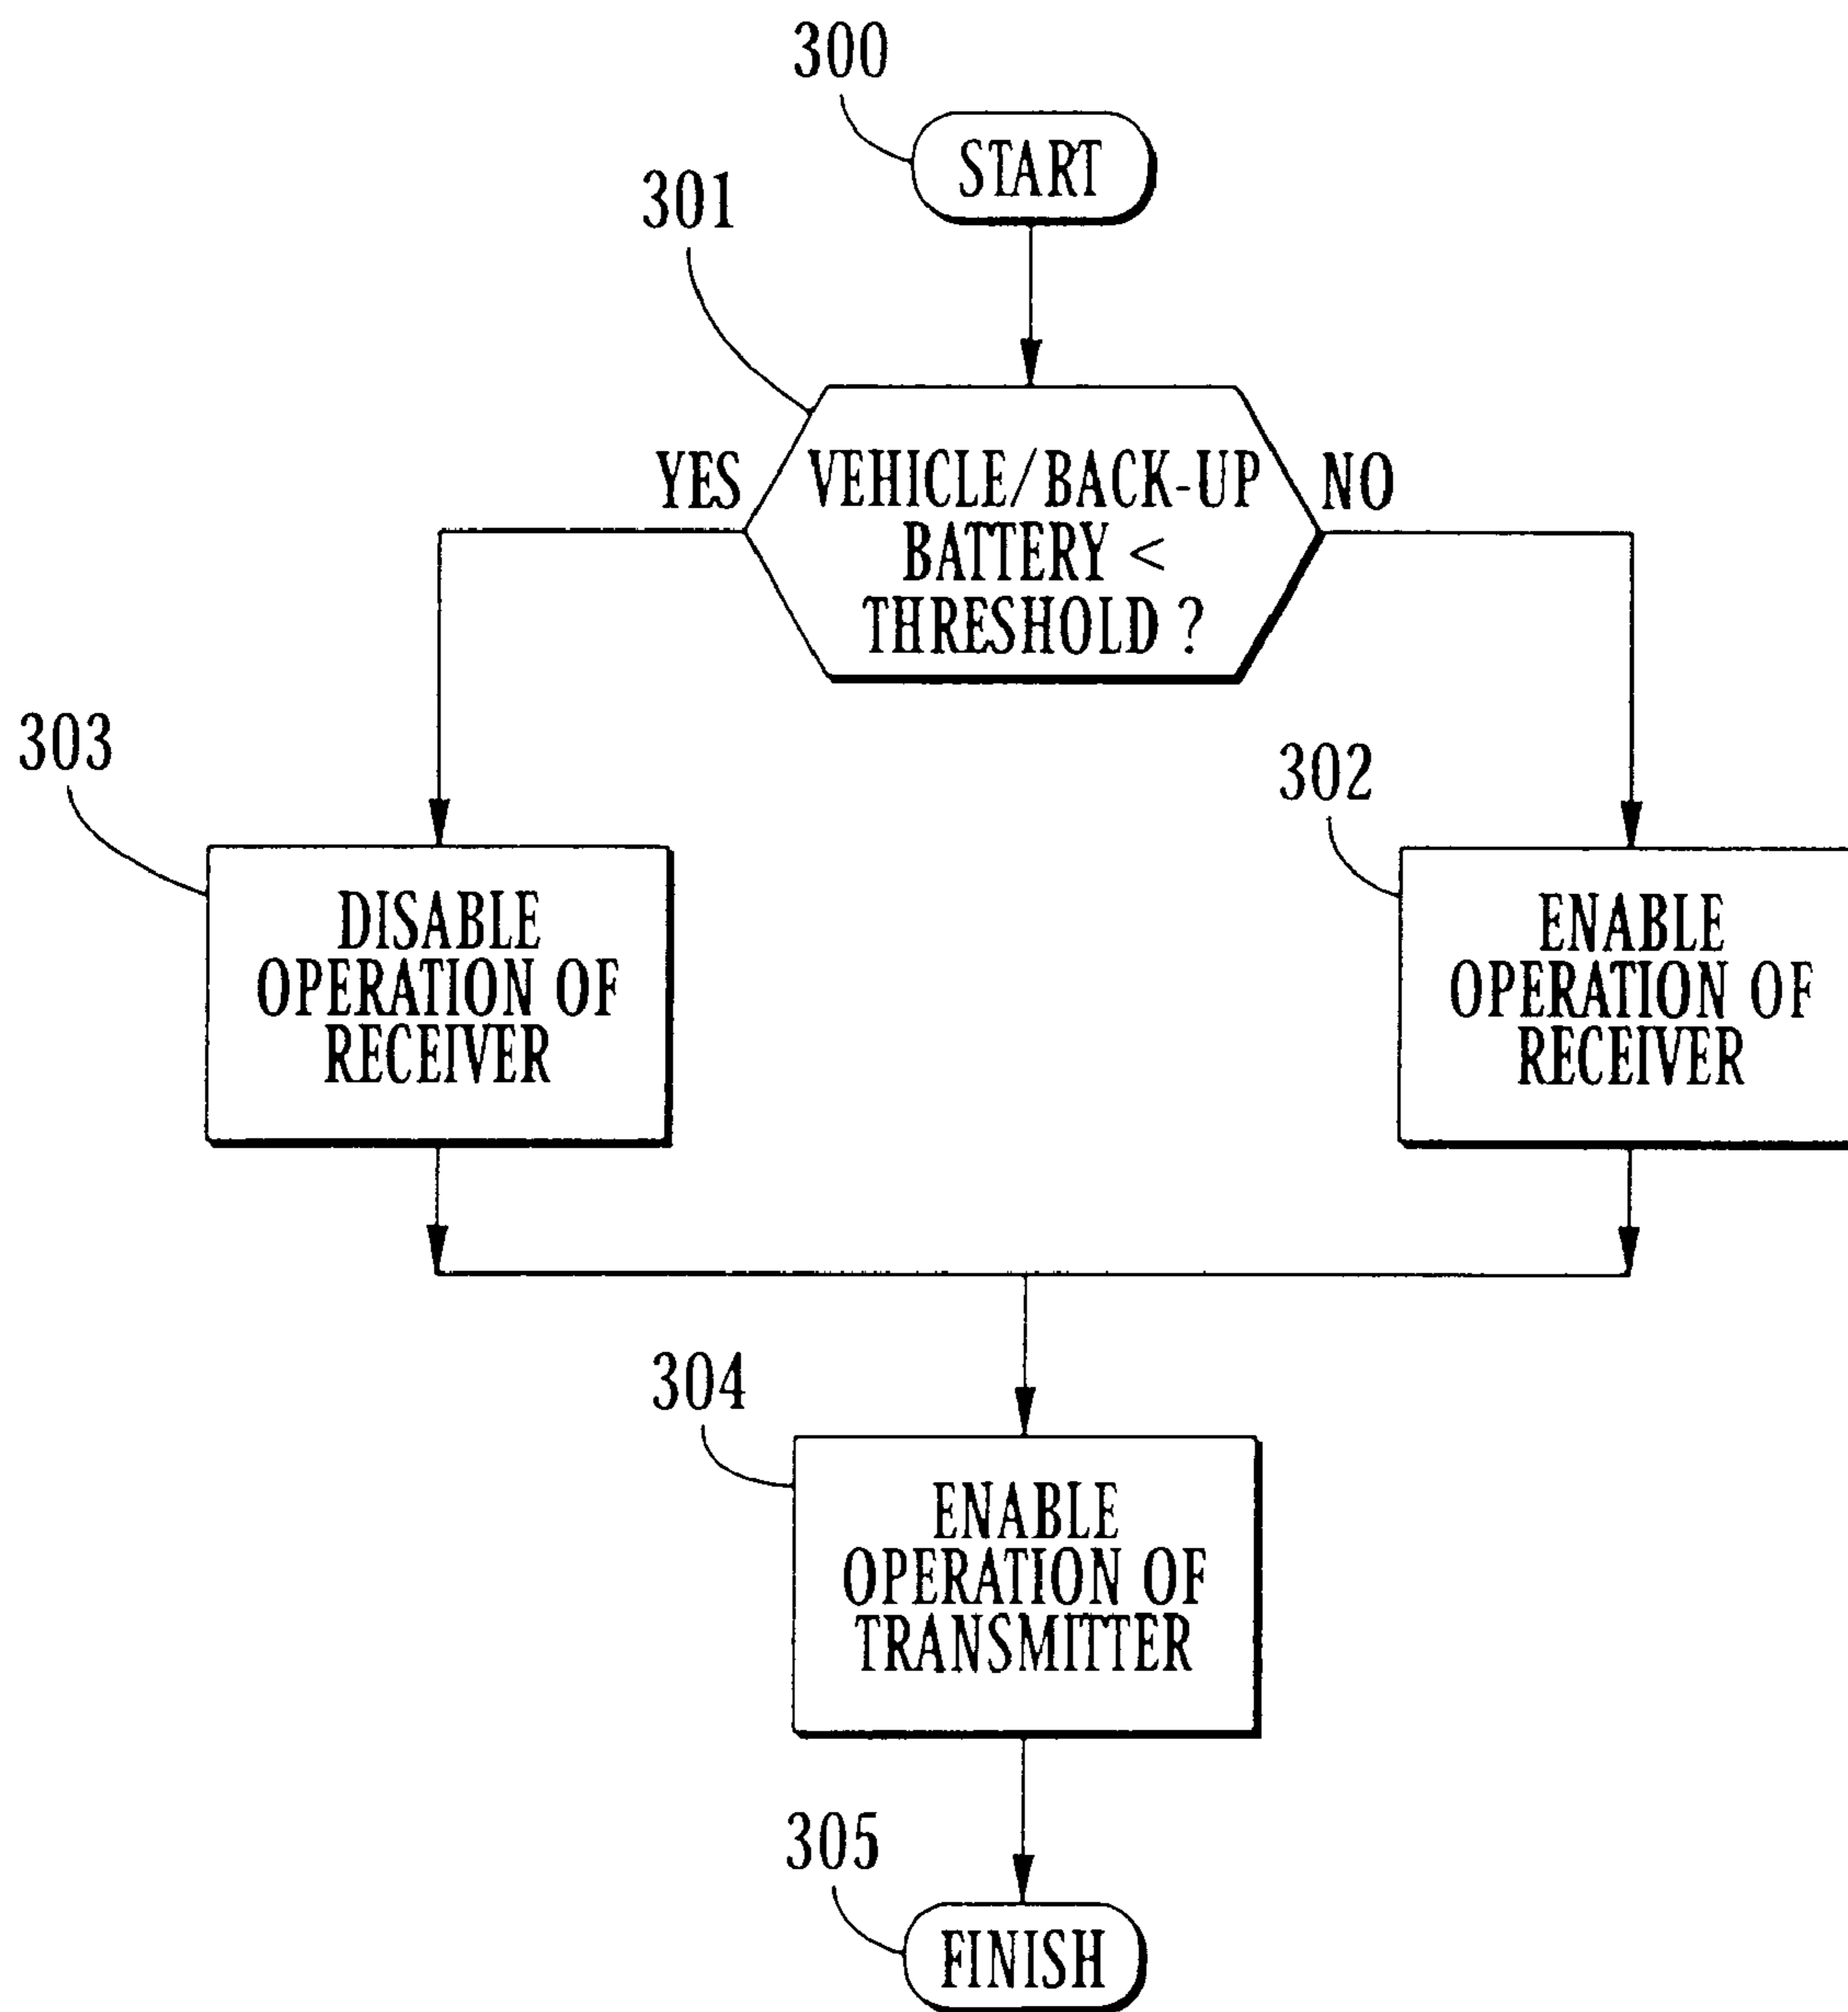 300
START
301
YES
VEHICLE/BACK-UP
BATTERY <
THRESHOLD ?
NO
303
DISABLE
OPERATION OF
RECEIVER
302
ENABLE
OPERATION OF
RECEIVER
304
ENABLE
OPERATION OF
TRANSMITTER
305
FINISH